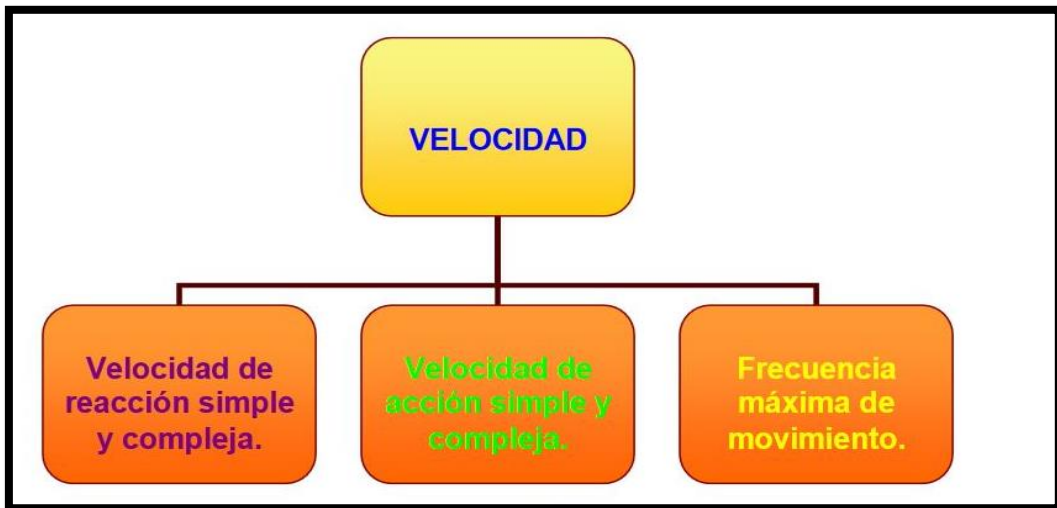 VELOCIDAD
Velocidad de
reacción simple
y compleja.
Velocidad de
acción simple y
compleja.
Frecuencia
máxima de
movimiento.